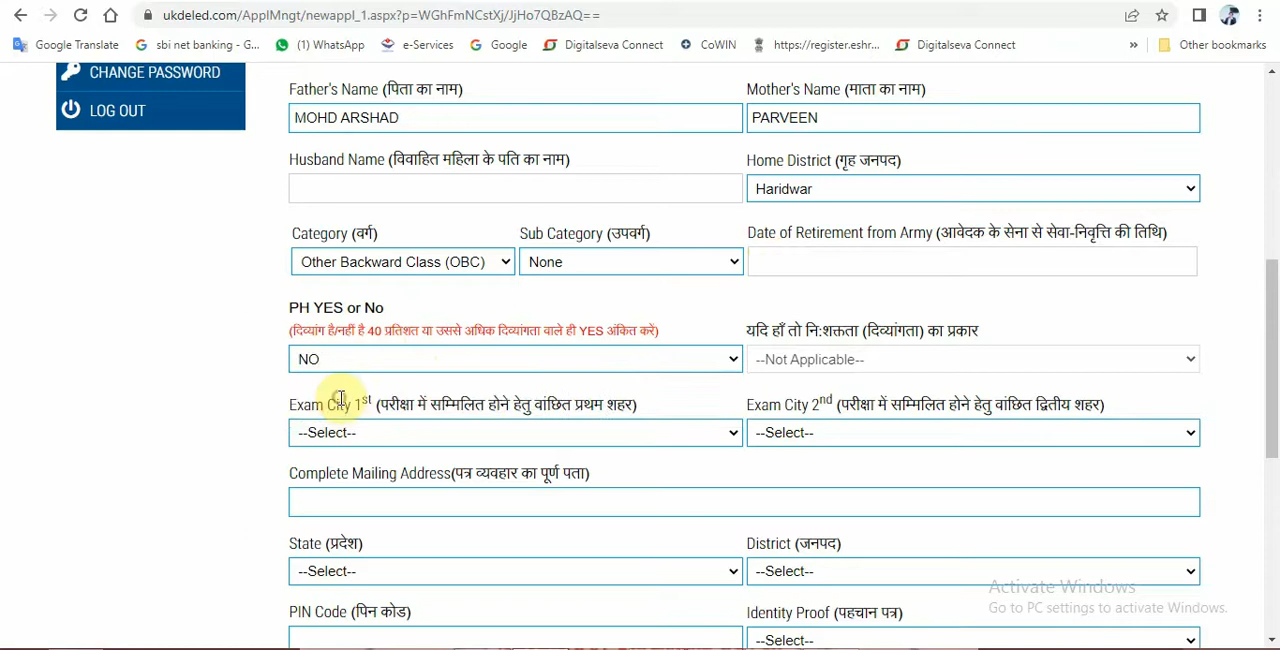 ukdeled.com/ApplMngt/newappl_1.aspx?p=WGhFmNCstXj/JjHo7QBzAQ==
Google Translate sbi net banking - G... (1) WhatsApp e-Services Google Digitalseva Connect CoWIN https://register.eshr... Digitalseva Connect » Other bookmarks
CHANGE PASSWORD
LOG OUT
Father's Name (पिता का नाम) Mother's Name (माता का नाम)
MOHD ARSHAD PARVEEN
Husband Name (विवाहित महिला के पति का नाम) Home District (गृह जनपद)
Haridwar
Category (वर्ग) Sub Category (उपवर्ग) Date of Retirement from Army (आवेदक के सेना से सेवा-निवृत्ति की तिथि)
Other Backward Class (OBC) None
PH YES or No
(दिव्यांग है/नहीं है 40 प्रतिशत या उससे अधिक दिव्यांगता वाले ही YES अंकित करें) यदि हाँ तो नि:शक्तता (दिव्यांगता) का प्रकार
NO --Not Applicable--
Exam City 1st (परीक्षा में सम्मिलित होने हेतु वांछित प्रथम शहर) Exam City 2nd (परीक्षा में सम्मिलित होने हेतु वांछित द्वितीय शहर)
--Select-- --Select--
Complete Mailing Address(पत्र व्यवहार का पूर्ण पता)
State (प्रदेश) District (जनपद)
--Select-- --Select--
Activate Windows
Go to PC settings to activate Windows.
PIN Code (पिन कोड) Identity Proof (पहचान पत्र)
--Select--